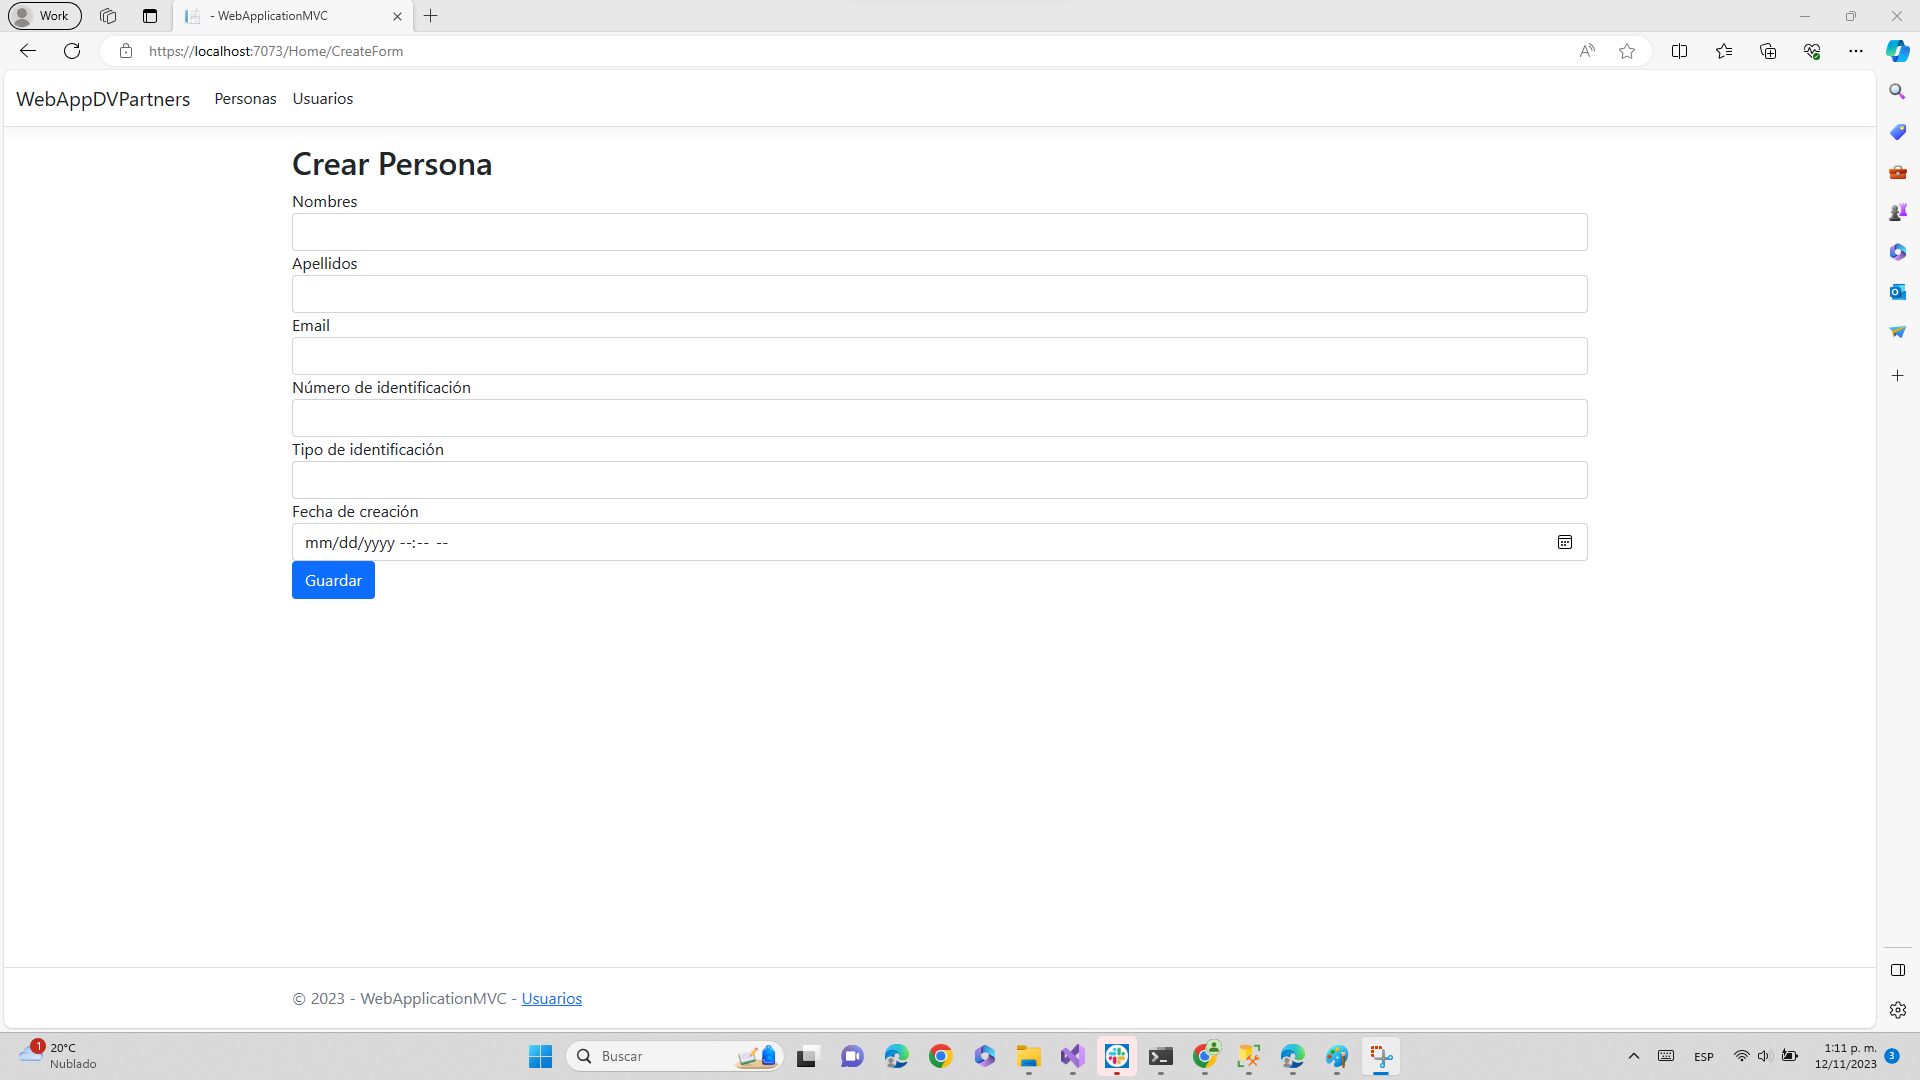 Work
- WebApplicationMVC
https://localhost:7073/Home/CreateForm
WebAppDVPartners Personas Usuarios
Crear Persona
Nombres
Apellidos
Email
Número de identificación
Tipo de identificación
Fecha de creación
mm/dd/yyyy --:-- --
Guardar
© 2023 - WebApplicationMVC - Usuarios
1
20°C
Nublado
Buscar
ESP
1:11 p. m.
12/11/2023
3